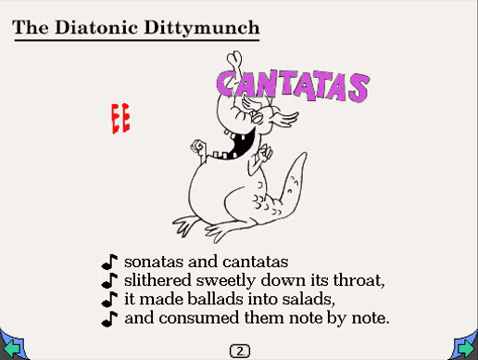 The Diatonic Dittymunch
CANTATAS
sonatas and cantatas
slithered sweetly down its throat,
it made ballads into salads,
and consumed them note by note.
2